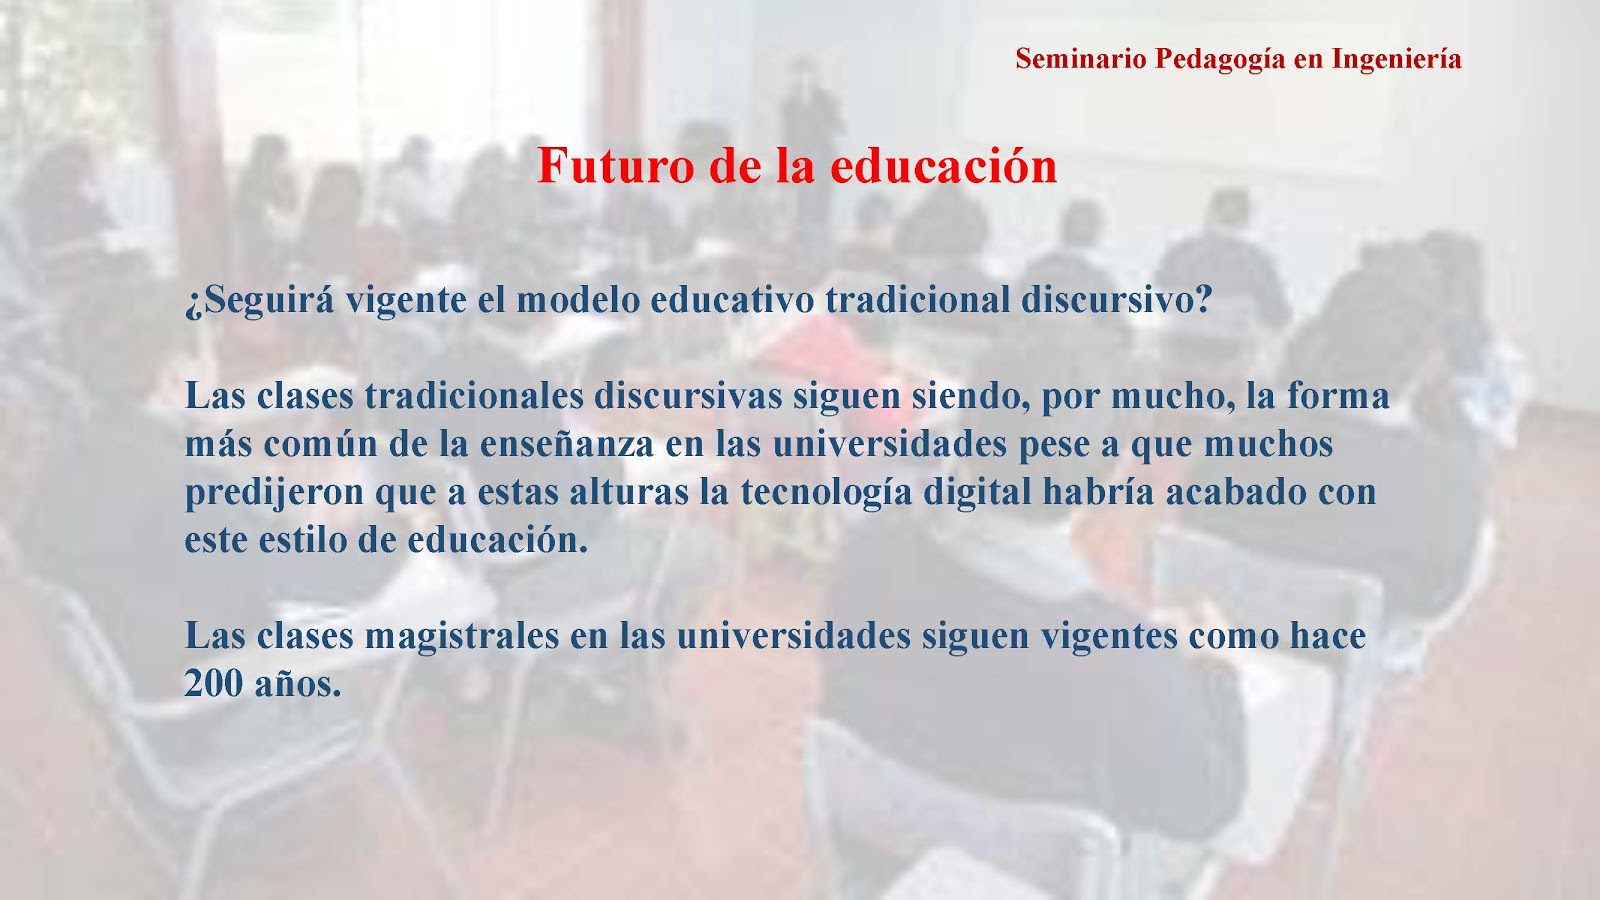 Seminario Pedagogía en Ingeniería
Futuro de la educación
¿Seguirá vigente el modelo educativo tradicional discursivo?
Las clases tradicionales discursivas siguen siendo, por mucho, la forma
más común de la enseñanza en las universidades pese a que muchos
predijeron que a estas alturas la tecnología digital habría acabado con
este estilo de educación.
Las clases magistrales en las universidades siguen vigentes como hace
200 años.